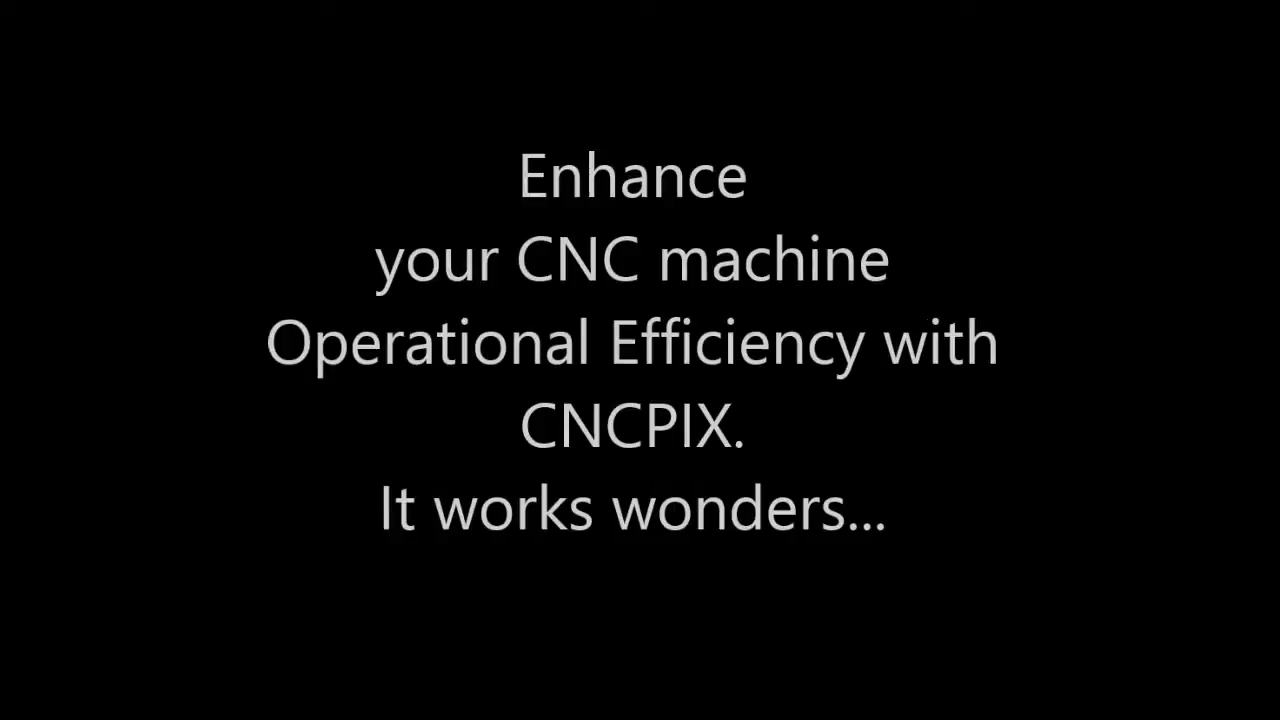 Enhance
your CNC machine
Operational Efficiency with
CNCPIX.
It works wonders...